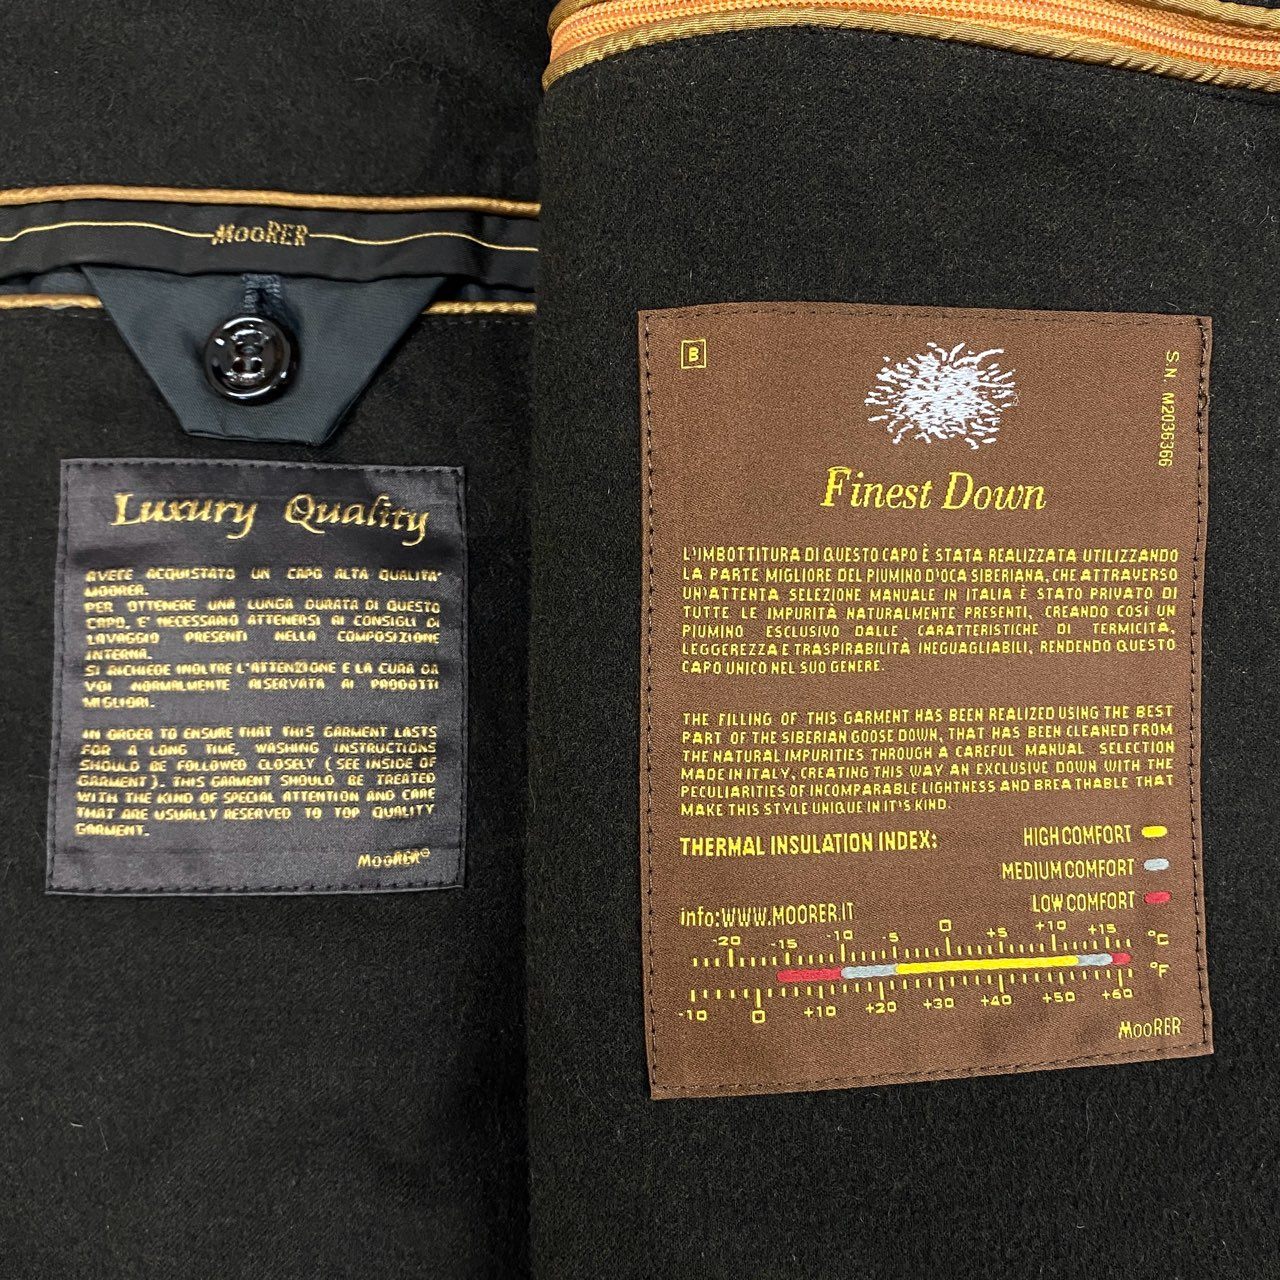 MOORER
Luxury Quality
AVETE ACQUISTATO UN CAPO ALTA QUALITA'
MOORER.
PER OTTENERE UNA LUNGA DURATA DI QUESTO
CAPO, E' NECESSARIO ATTENERSI AI CONSIGLI DI
LAVAGGIO PRESENTI NELLA COMPOSIZIONE
INTERNA.
SI RICHIEDE INOLTRE L'ATTENZIONE E LA CURA DA
VOI NORMALMENTE RISERVATA AI PRODOTTI
MIGLIORI.
IN ORDER TO ENSURE THAT THIS GARMENT LASTS
FOR A LONG TIME, WASHING INSTRUCTIONS
SHOULD BE FOLLOWED CLOSELY (SEE INSIDE OF
GARMENT). THIS GARMENT SHOULD BE TREATED
WITH THE KIND OF SPECIAL ATTENTION AND CARE
THAT ARE USUALLY RESERVED TO TOP QUALITY
GARMENT.
MOORER®
B
S.N. M2036366
Finest Down
L'IMBOTTITURA DI QUESTO CAPO È STATA REALIZZATA UTILIZZANDO
LA PARTE MIGLIORE DEL PIUMINO D'OCA SIBERIANA, CHE ATTRAVERSO
UN'ATTENTA SELEZIONE MANUALE IN ITALIA È STATO PRIVATO DI
TUTTE LE IMPURITÀ NATURALMENTE PRESENTI, CREANDO COSÌ UN
PIUMINO ESCLUSIVO DALLE CARATTERISTICHE DI TERMICITÀ,
LEGGEREZZA E TRASPIRABILITÀ INEGUAGLIABILI, RENDENDO QUESTO
CAPO UNICO NEL SUO GENERE.
THE FILLING OF THIS GARMENT HAS BEEN REALIZED USING THE BEST
PART OF THE SIBERIAN GOOSE DOWN, THAT HAS BEEN CLEANED FROM
THE NATURAL IMPURITIES THROUGH A CAREFUL MANUAL SELECTION
MADE IN ITALY, CREATING THIS WAY AN EXCLUSIVE DOWN WITH THE
PECULIARITIES OF INCOMPARABLE LIGHTNESS AND BREATHABLE THAT
MAKE THIS STYLE UNIQUE IN IT'S KIND.
THERMAL INSULATION INDEX: HIGH COMFORT
MEDIUM COMFORT
LOW COMFORT
info:WWW.MOORER.IT
-20 -15 -10 -5 0 +5 +10 +15 °C
°F
-10 0 +10 +20 +30 +40 +50 +60
MOORER